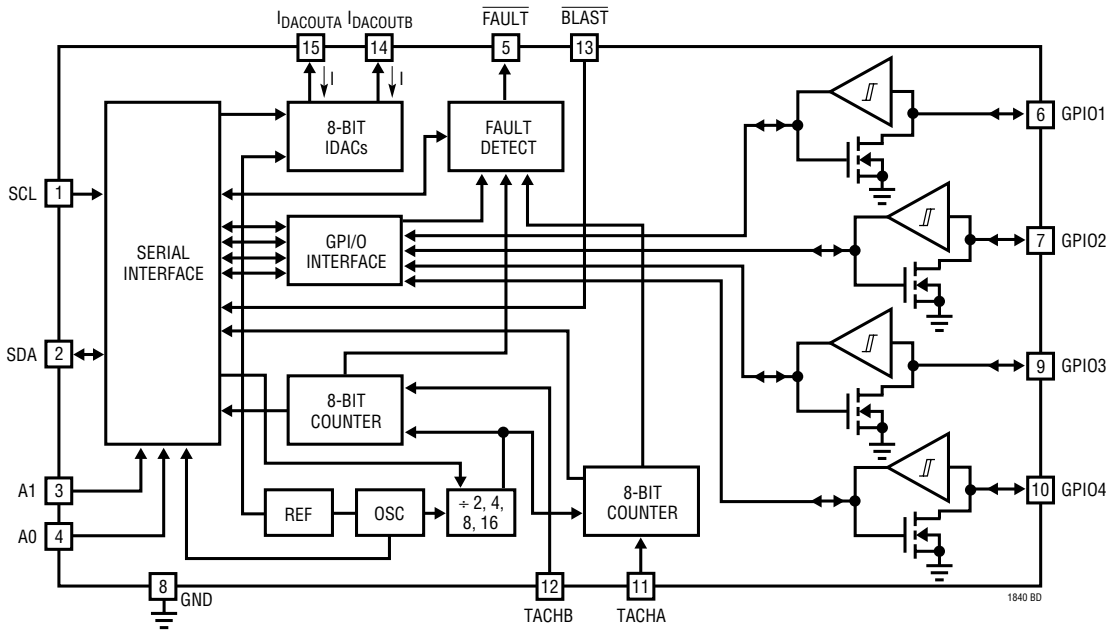 IDACOUTA IDACOUTB FAULT BLAST
15 14 5 13
I I
8-BIT
IDACs
FAULT
DETECT
6 GPIO1
SCL 1
SERIAL
INTERFACE
GPI/O
INTERFACE
7 GPIO2
SDA 2
9 GPIO3
8-BIT
COUNTER
A1 3
A0 4
REF
OSC
÷ 2, 4,
8, 16
8-BIT
COUNTER
10 GPIO4
8 GND
12
TACHB
11
TACHA
1840 BD